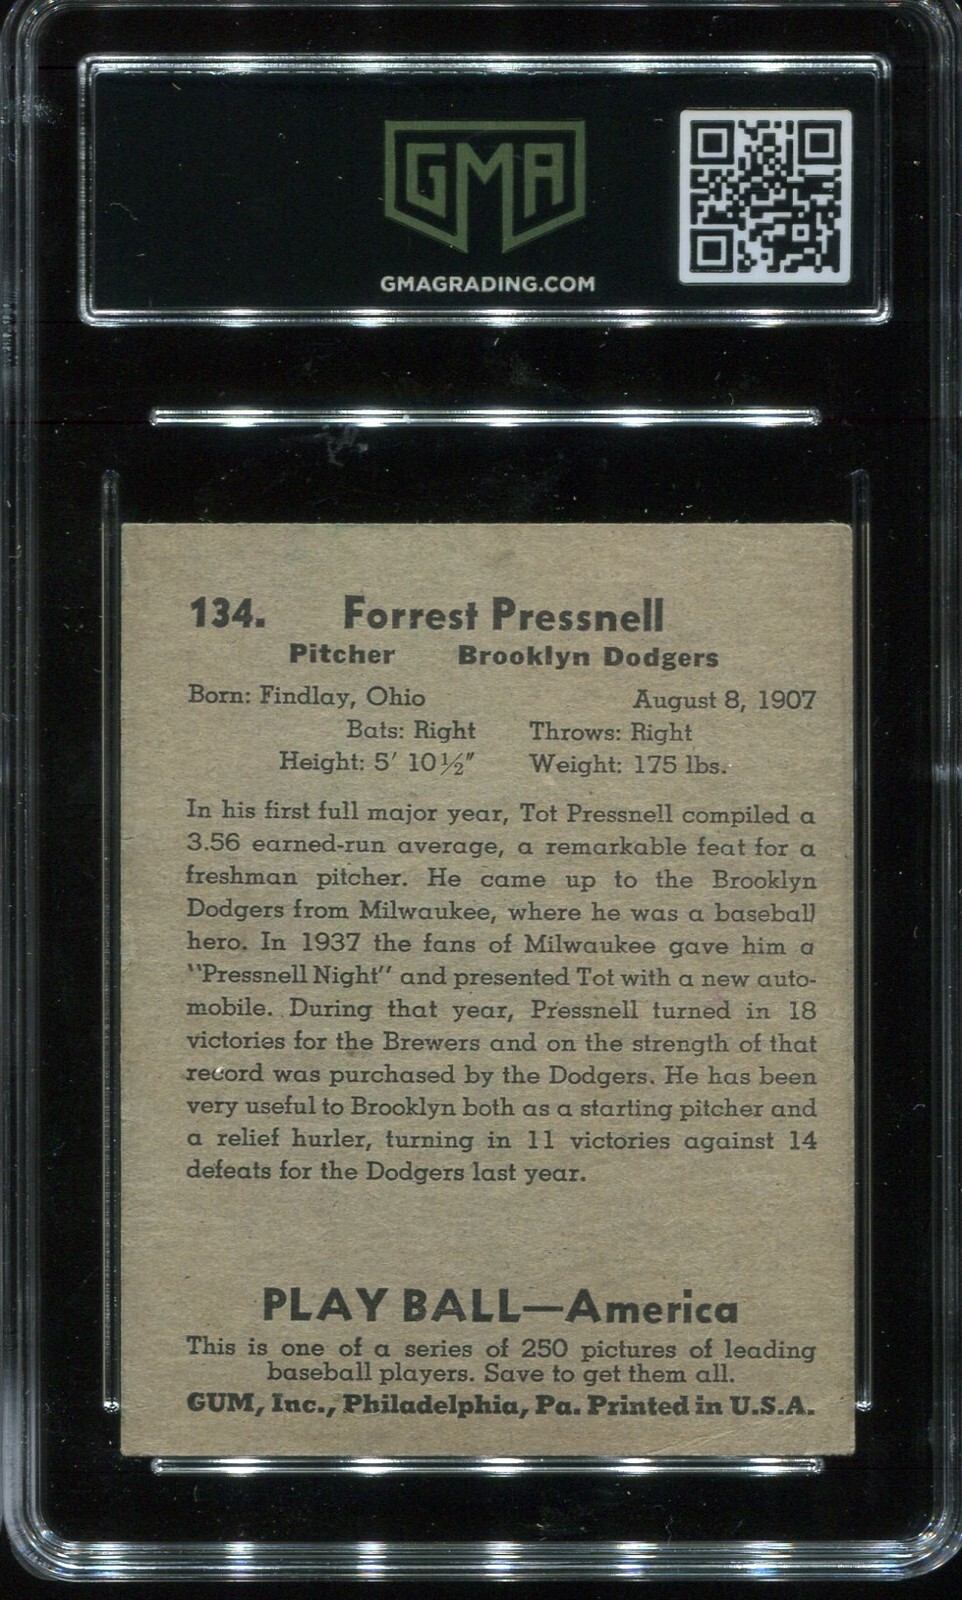 GMA
GMAGRADING.COM
134. Forrest Pressnell
Pitcher Brooklyn Dodgers
Born: Findlay, Ohio August 8, 1907
Bats: Right Throws: Right
Height: 5' 10½" Weight: 175 lbs.
In his first full major year, Tot Pressnell compiled a
3.56 earned-run average, a remarkable feat for a
freshman pitcher. He came up to the Brooklyn
Dodgers from Milwaukee, where he was a baseball
hero. In 1937 the fans of Milwaukee gave him a
"Pressnell Night" and presented Tot with a new auto-
mobile. During that year, Pressnell turned in 18
victories for the Brewers and on the strength of that
record was purchased by the Dodgers. He has been
very useful to Brooklyn both as a starting pitcher and
a relief hurler, turning in 11 victories against 14
defeats for the Dodgers last year.
PLAY BALL—America
This is one of a series of 250 pictures of leading
baseball players. Save to get them all.
GUM, Inc., Philadelphia, Pa. Printed in U.S.A.